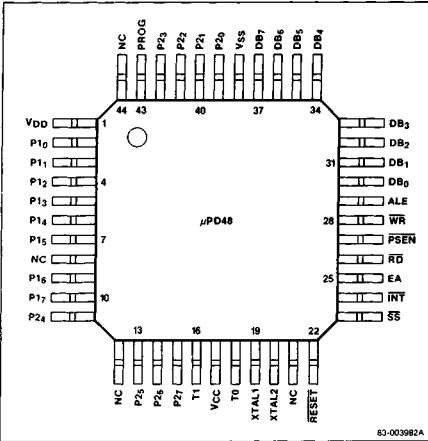 NC PROG P23 P22 P21 P20 VSS DB7 DB6 DB5 DB4
44 43 40 37 34
VDD 1 DB3
P10 DB2
P11 31 DB1
P12 4 DB0
P13 ALE
P14 μPD48 28 WR
P15 7 PSEN
NC RD
P16 25 EA
P17 10 INT
P24 SS
13 16 19 22
NC P25 P26 P27 T1 VCC T0 XTAL1 XTAL2 NC RESET
83-003982A